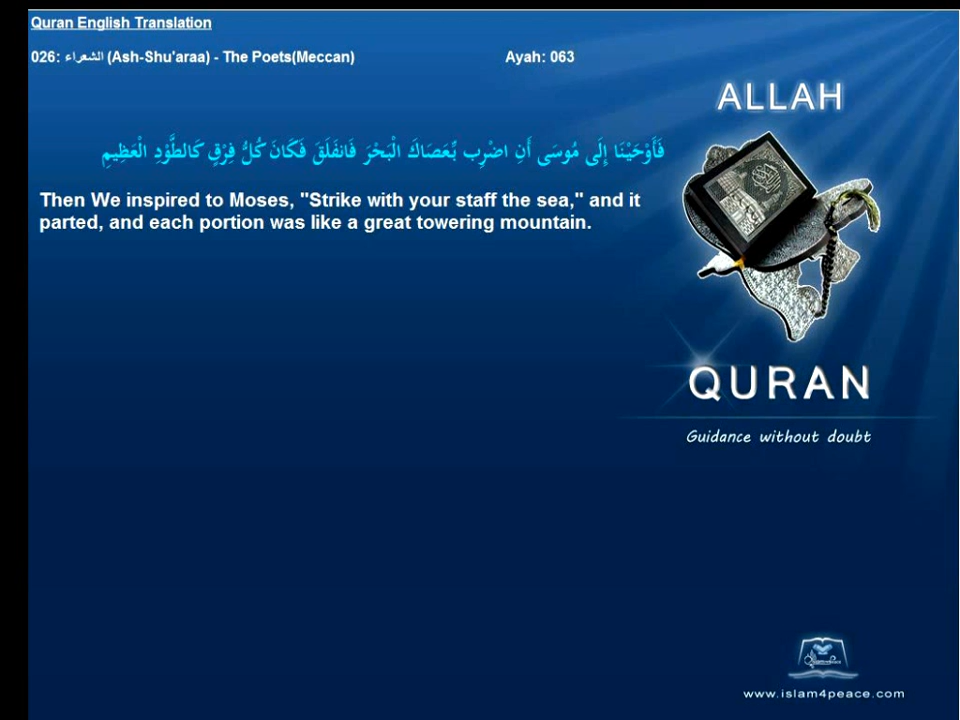 Quran English Translation
026: الشعراء (Ash-Shu'araa) - The Poets(Meccan) Ayah: 063
ALLAH
فَأَوْحَيْنَا إِلَى مُوسَى أَنِ اضْرِب بِّعَصَاكَ الْبَحْرَ فَانفَلَقَ فَكَانَ كُلُّ فِرْقٍ كَالطَّوْدِ الْعَظِيمِ
Then We inspired to Moses, "Strike with your staff the sea," and it
parted, and each portion was like a great towering mountain.
QURAN
Guidance without doubt
www.islam4peace.com